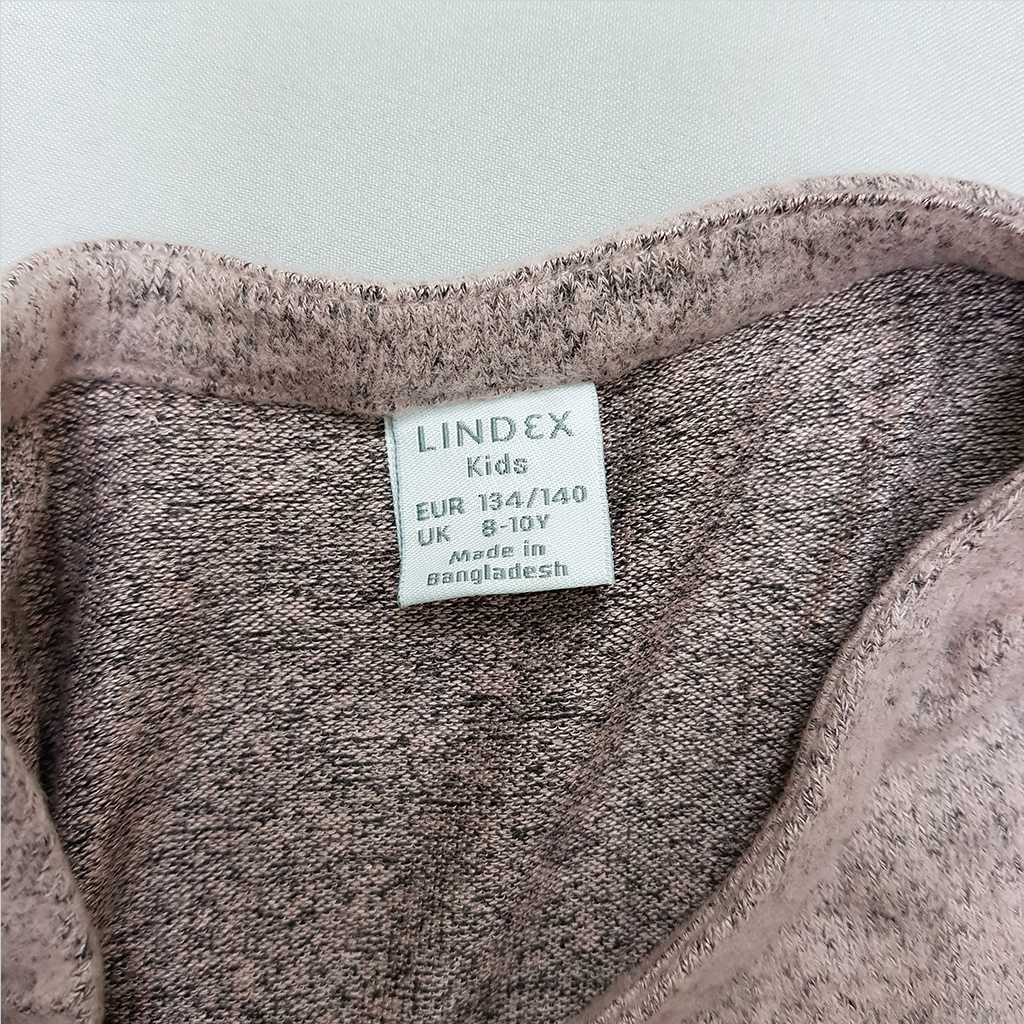 LINDEX
Kids
EUR 134/140
UK 8-10Y
Made in
Bangladesh